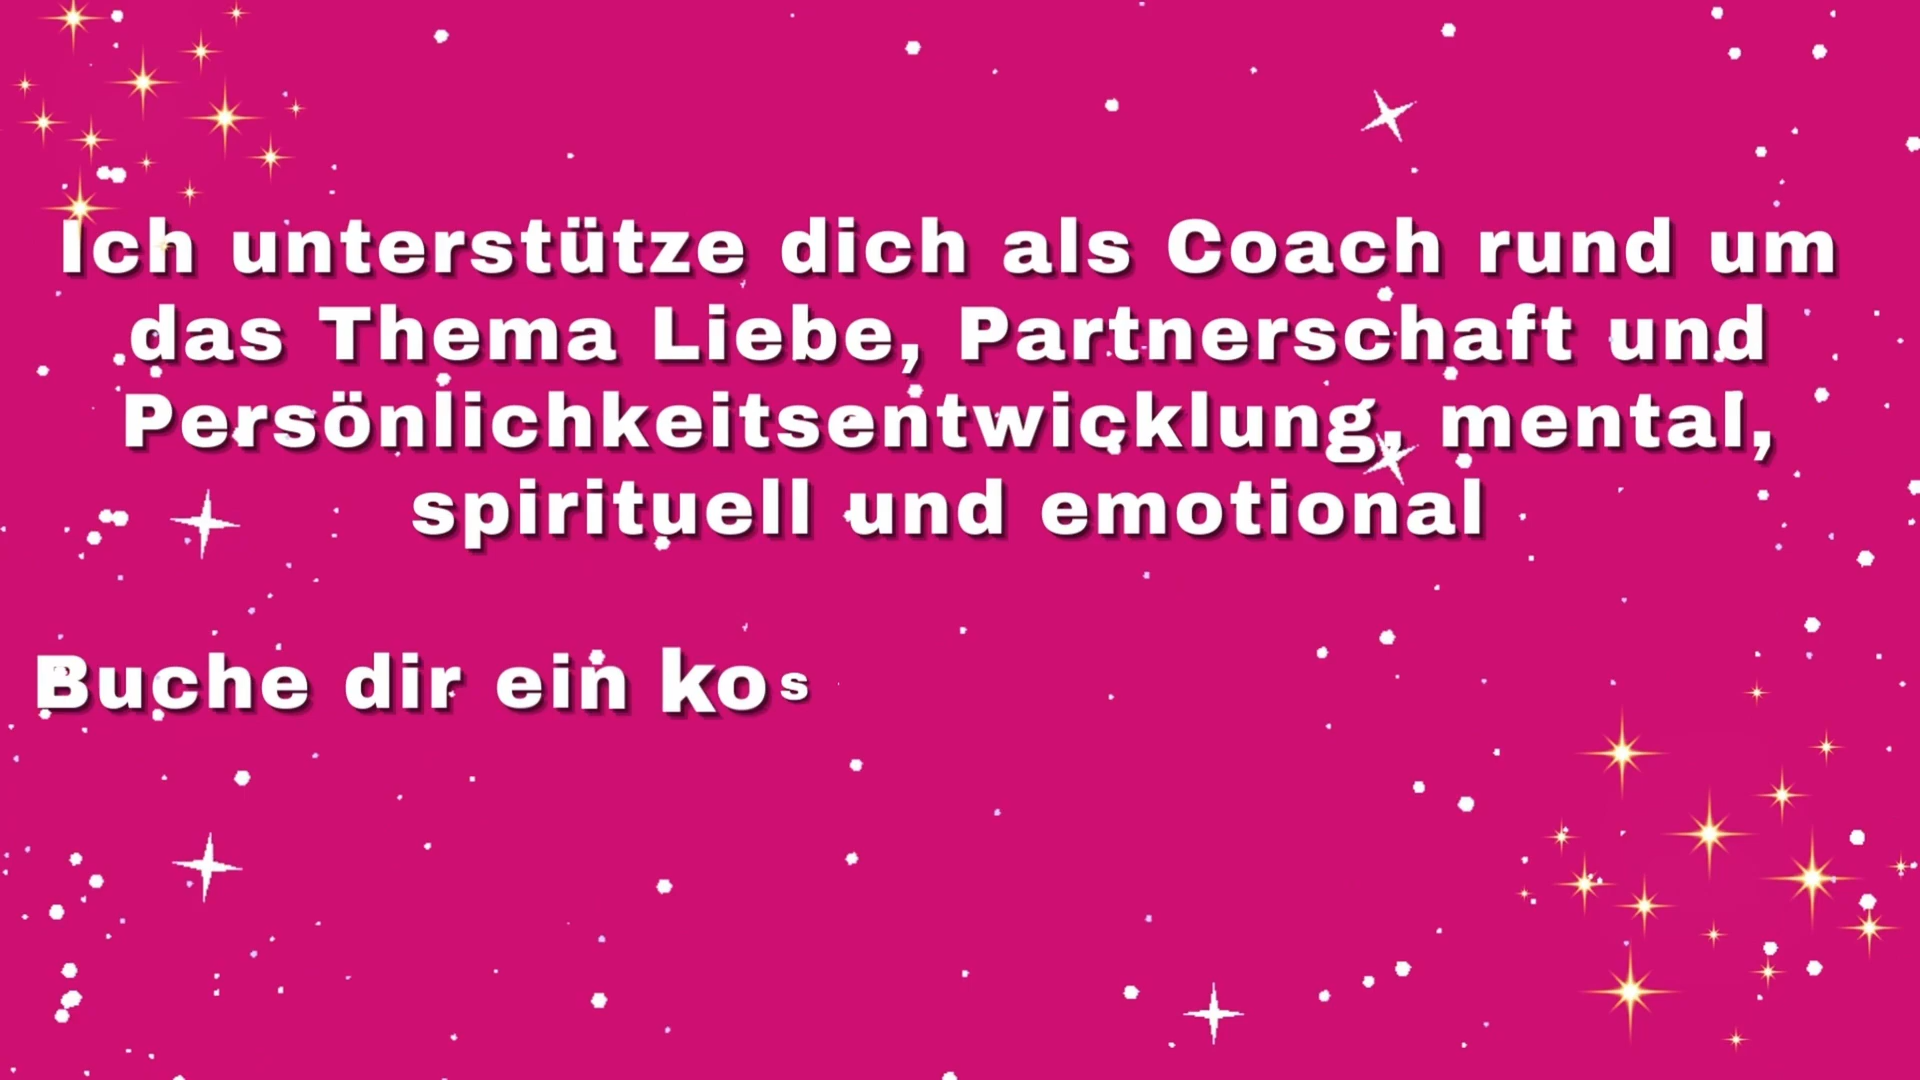 Ich unterstütze dich als Coach rund um
das Thema Liebe, Partnerschaft und
Persönlichkeitsentwicklung, mental,
spirituell und emotional
Buche dir ein kos